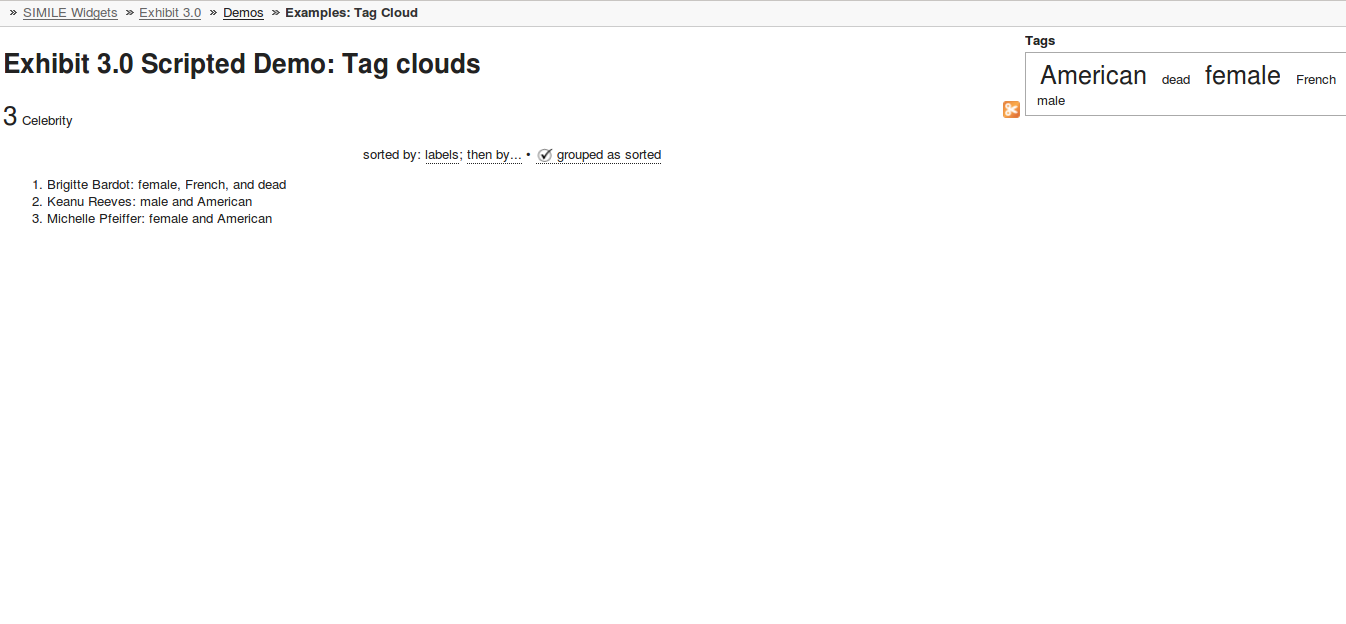 » SIMILE Widgets » Exhibit 3.0 » Demos » Examples: Tag Cloud
Exhibit 3.0 Scripted Demo: Tag clouds
3 Celebrity
sorted by: labels; then by... • grouped as sorted
1. Brigitte Bardot: female, French, and dead
2. Keanu Reeves: male and American
3. Michelle Pfeiffer: female and American
Tags
American dead female French
male